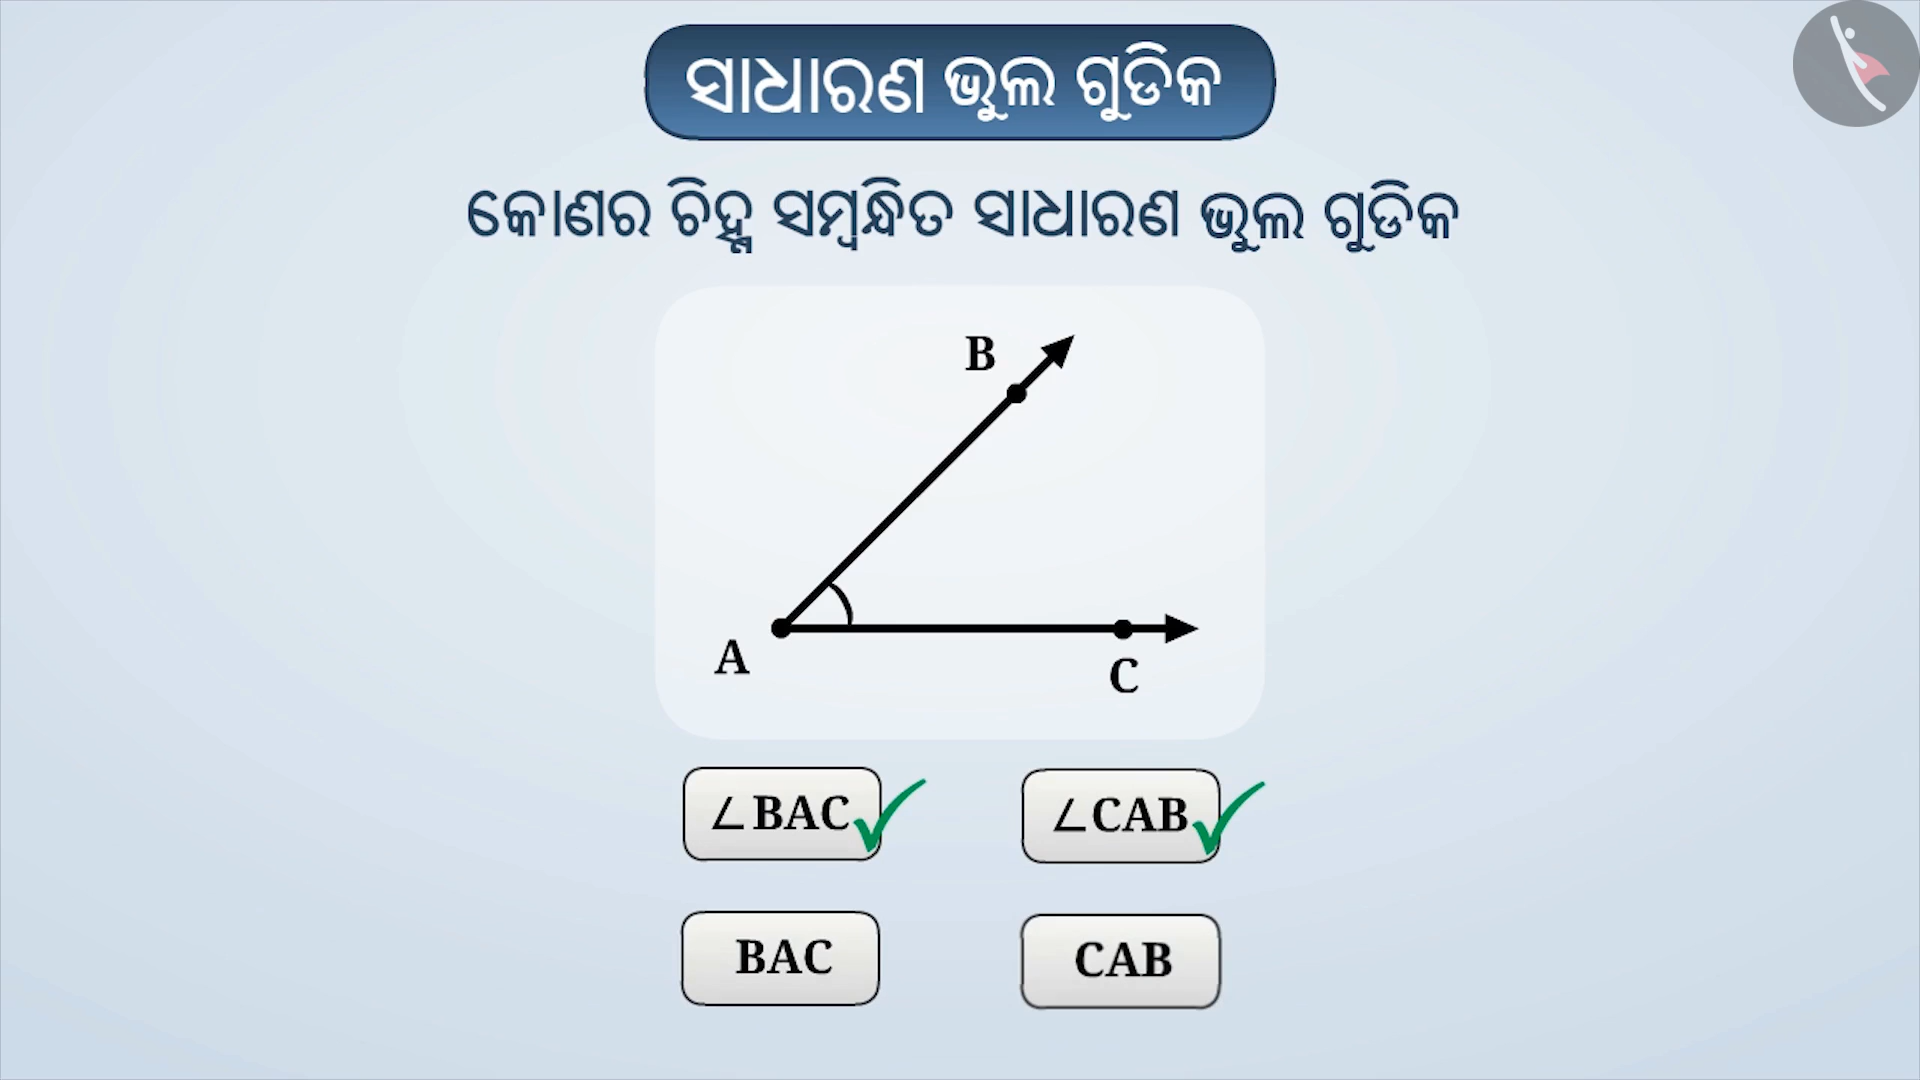 ସାଧାରଣ ଭୁଲ ଗୁଡିକ
କୋଣର ଚିହ୍ନ ସମ୍ବନ୍ଧିତ ସାଧାରଣ ଭୁଲ ଗୁଡିକ
B
A
C
∠BAC
∠CAB
BAC
CAB